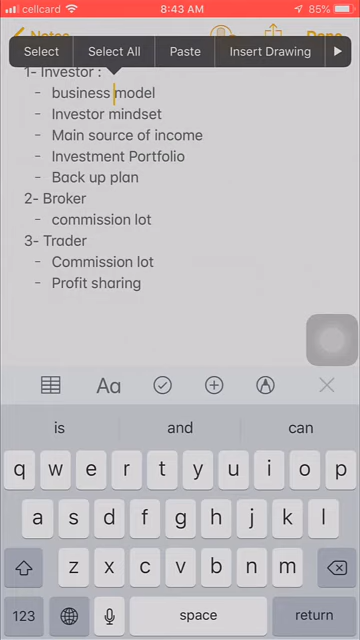 cellcard 8:43 AM 85%
Notes Done
Select Select All Paste Insert Drawing
1- Investor :
- business model
- Investor mindset
- Main source of income
- Investment Portfolio
- Back up plan
2- Broker
- commission lot
3- Trader
- Commission lot
- Profit sharing
Aa
is and can
q w e r t y u i o p
a s d f g h j k l
z x c v b n m
123 space return